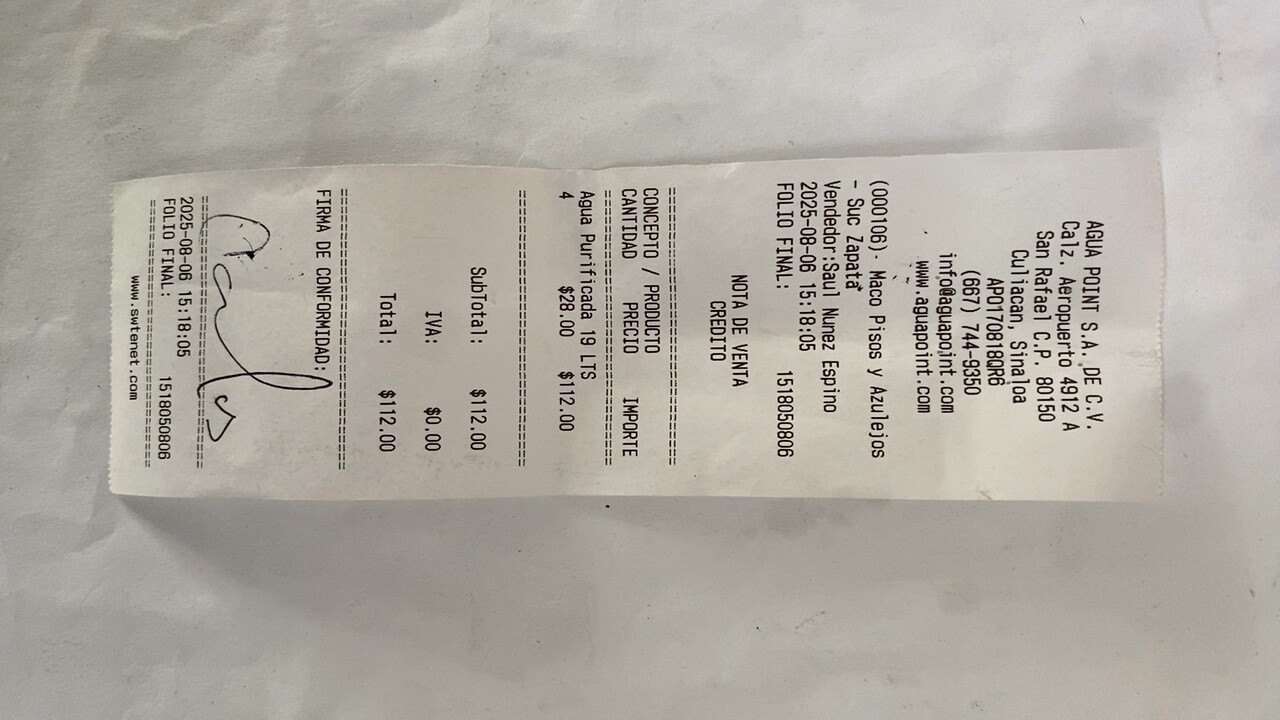 AGUA POINT S.A. DE C.V.
Calz. Aeropuerto 4912 A
San Rafael C.P. 80150
Culiacan, Sinaloa
APO170818QR6
(667) 744-9350
info@aguapoint.com
www.aguapoint.com
(000106)- Maco Pisos y Azulejos
- Suc Zapata*
Vendedor:Saul Nunez Espino
2025-08-06 15:18:05
FOLIO FINAL: 1518050806
NOTA DE VENTA
CREDITO
CONCEPTO / PRODUCTO
CANTIDAD PRECIO IMPORTE
Agua Purificada 19 LTS
4 $28.00 $112.00
SubTotal: $112.00
IVA: $0.00
Total: $112.00
FIRMA DE CONFORMIDAD:
2025-08-06 15:18:05
FOLIO FINAL: 1518050806
www.swtenet.com